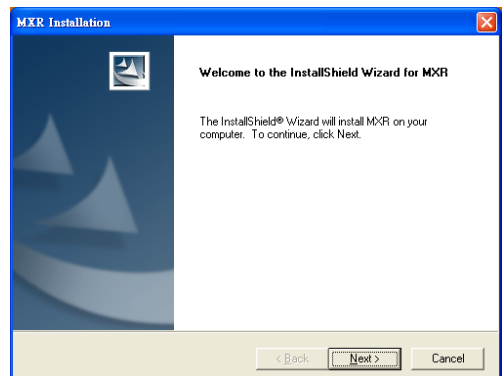 MXR Installation
Welcome to the InstallShield Wizard for MXR
The InstallShield® Wizard will install MXR on your
computer. To continue, click Next.
< Back Next > Cancel